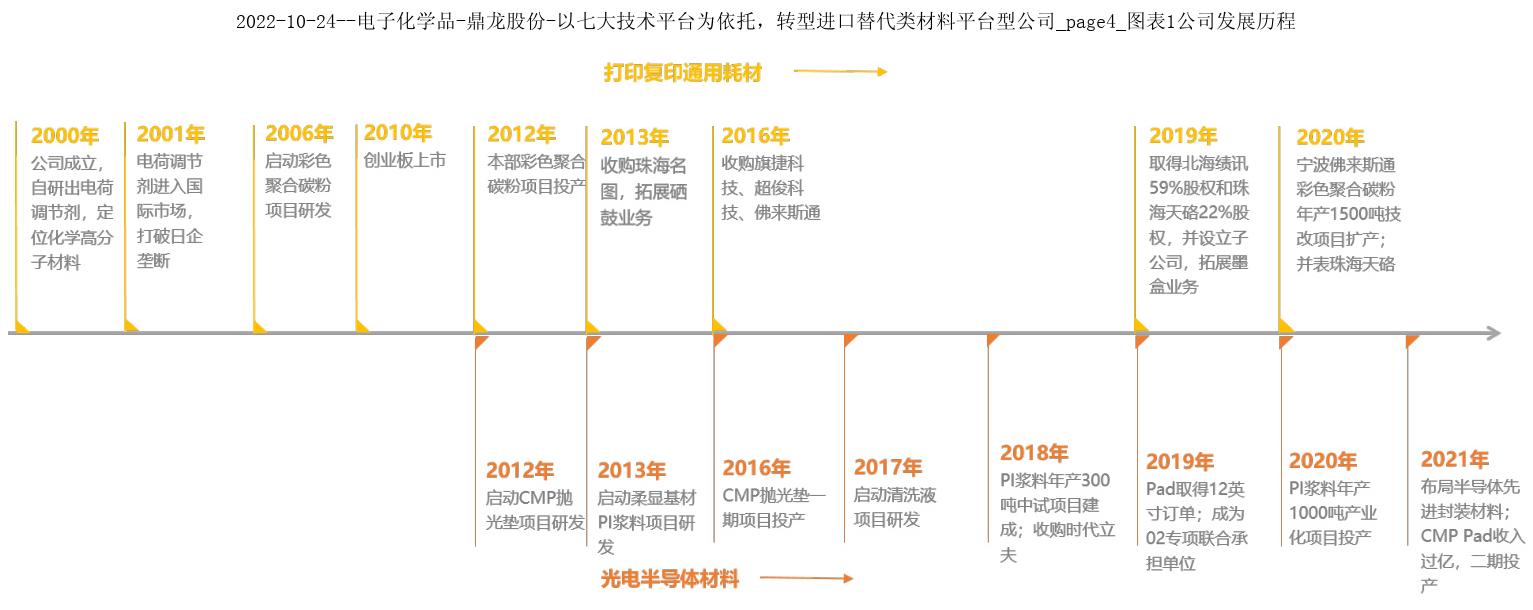 2022-10-24--电子化学品-鼎龙股份-以七大技术平台为依托，转型进口替代类材料平台型公司_page4_图表1公司发展历程
打印复印通用耗材
2000年
公司成立，
自研出电荷
调节剂，定
位化学高分
子材料
2001年
电荷调节
剂进入国
际市场，
打破日企
垄断
2006年
启动彩色
聚合碳粉
项目研发
2010年
创业板上市
2012年
本部彩色聚合
碳粉项目投产
2013年
收购珠海名
图，拓展硒
鼓业务
2016年
收购旗捷科
技、超俊科
技、佛来斯通
2019年
取得北海绩讯
59%股权和珠
海天硌22%股
权，并设立子
公司，拓展墨
盒业务
2020年
宁波佛来斯通
彩色聚合碳粉
年产1500吨技
改项目扩产；
并表珠海天硌
2012年
启动CMP抛
光垫项目研发
2013年
启动柔显基材
PI浆料项目研
发
2016年
CMP抛光垫一
期项目投产
2017年
启动清洗液
项目研发
2018年
PI浆料年产300
吨中试项目建
成；收购时代立
夫
2019年
Pad取得12英
寸订单；成为
02专项联合承
担单位
2020年
PI浆料年产
1000吨产业
化项目投产
2021年
布局半导体先
进封装材料；
CMP Pad收入
过亿，二期投
产
光电半导体材料